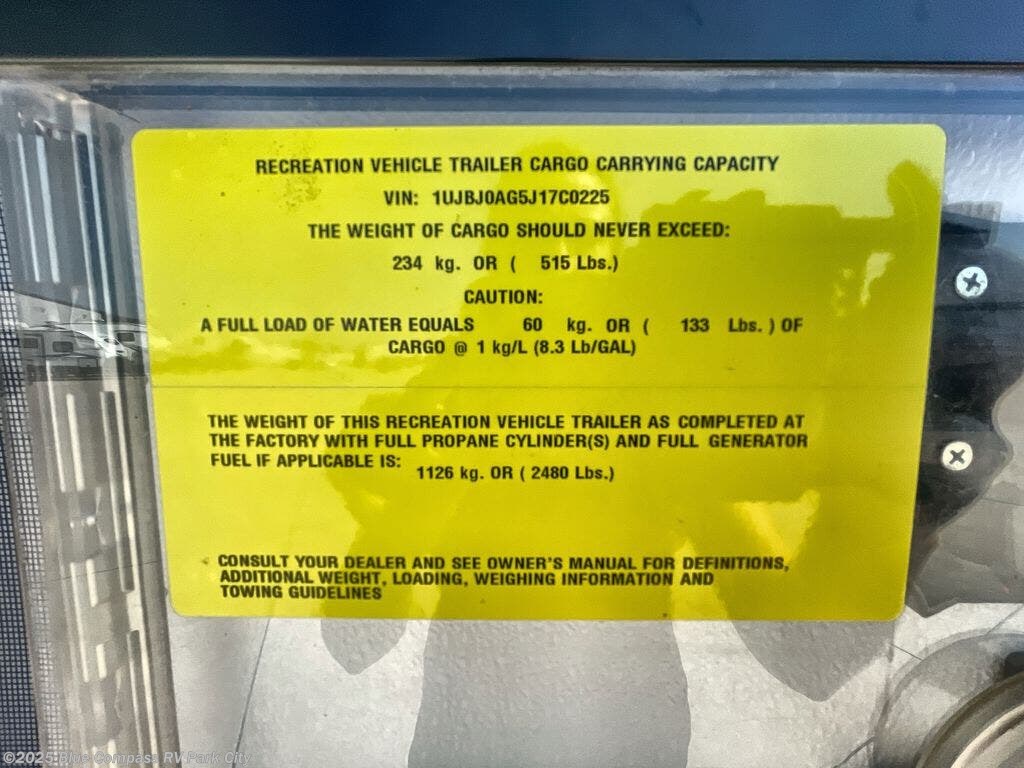 RECREATION VEHICLE TRAILER CARGO CARRYING CAPACITY
VIN: 1UJBJ0AG5J17C0225
THE WEIGHT OF CARGO SHOULD NEVER EXCEED:
234 kg. OR ( 515 Lbs.)
CAUTION:
A FULL LOAD OF WATER EQUALS 60 kg. OR ( 133 Lbs. ) OF
CARGO @ 1 kg/L (8.3 Lb/GAL)
THE WEIGHT OF THIS RECREATION VEHICLE TRAILER AS COMPLETED AT
THE FACTORY WITH FULL PROPANE CYLINDER(S) AND FULL GENERATOR
FUEL IF APPLICABLE IS:
1126 kg. OR ( 2480 Lbs.)
CONSULT YOUR DEALER AND SEE OWNER'S MANUAL FOR DEFINITIONS,
ADDITIONAL WEIGHT, LOADING, WEIGHING INFORMATION AND
TOWING GUIDELINES
©2025 Blue Compass RV Park City